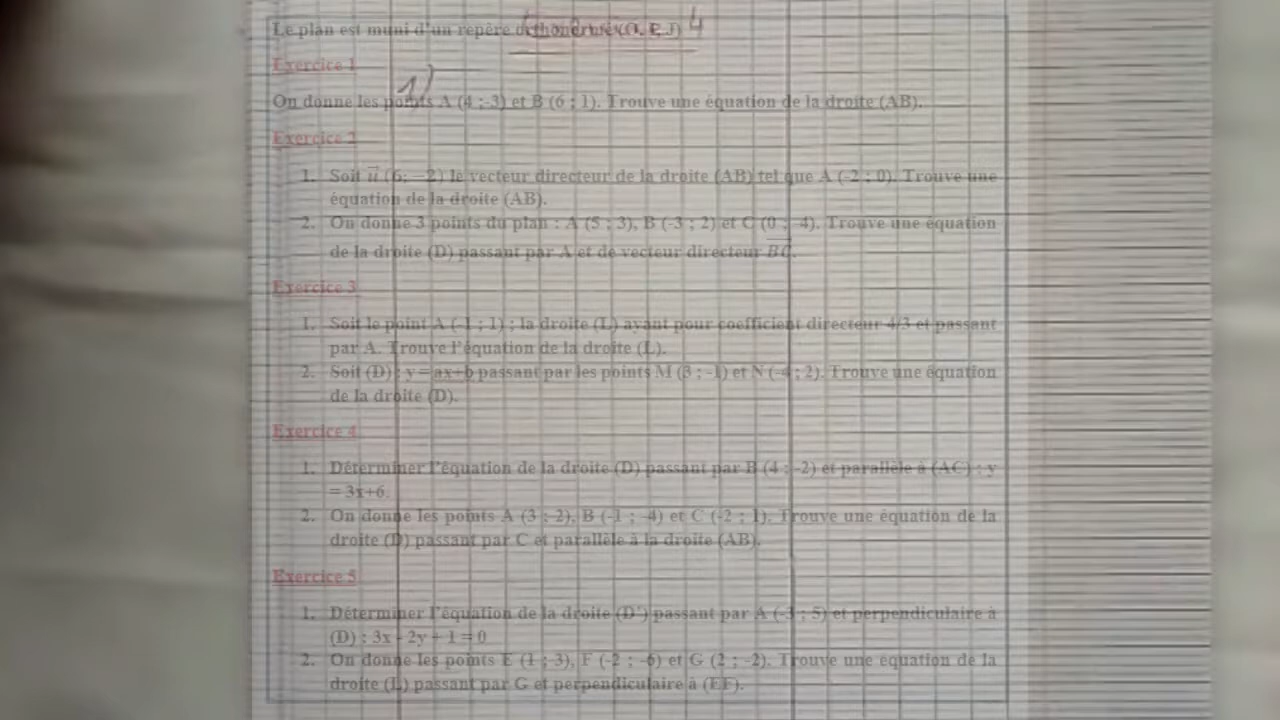 Le plan est muni d'un repère orthonormé (O, I, J) 4
Exercice 1
1)
On donne les points A (4 ; -3) et B (6 ; 1). Trouve une équation de la droite (AB).
Exercice 2
1. Soit u (6; −2) le vecteur directeur de la droite (AB) tel que A (-2 ; 0). Trouve une
équation de la droite (AB).
2. On donne 3 points du plan : A (5 ; 3), B (-3 ; 2) et C (0 ; -4). Trouve une équation
de la droite (D) passant par A et de vecteur directeur BC.
Exercice 3
1. Soit le point A (-1 ; 1) ; la droite (L) ayant pour coefficient directeur 4/3 et passant
par A. Trouve l'équation de la droite (L).
2. Soit (D) : y = ax+b passant par les points M (3 ; -1) et N (-4 ; 2). Trouve une équation
de la droite (D).
Exercice 4
1. Déterminer l'équation de la droite (D) passant par B (4 ; -2) et parallèle à (AC) : y
= 3x+6.
2. On donne les points A (3 ; -2), B (-1 ; -4) et C (-2 ; 1). Trouve une équation de la
droite (D) passant par C et parallèle à la droite (AB).
Exercice 5
1. Déterminer l'équation de la droite (D') passant par A (-3 ; 5) et perpendiculaire à
(D) : 3x - 2y + 1 = 0
2. On donne les points E (1 ; -3), F (-2 ; -6) et G (2 ; -2). Trouve une équation de la
droite (L) passant par G et perpendiculaire à (EF).